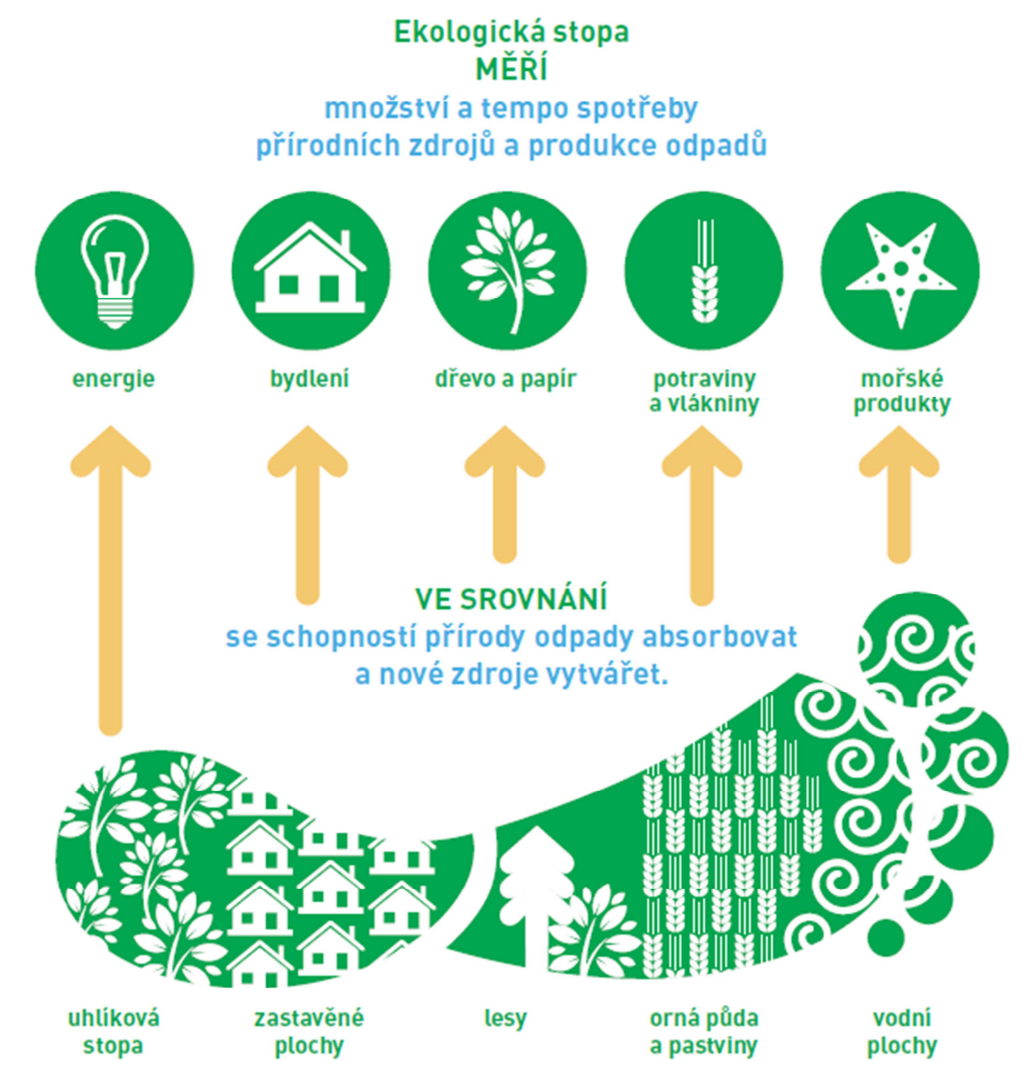 Ekologická stopa
MĚŘÍ
množství a tempo spotřeby
přírodních zdrojů a produkce odpadů
energie
bydlení
dřevo a papír
potraviny
a vlákniny
mořské
produkty
VE SROVNÁNÍ
se schopností přírody odpady absorbovat
a nové zdroje vytvářet.
uhlíková
stopa
zastavěné
plochy
lesy
orná půda
a pastviny
vodní
plochy